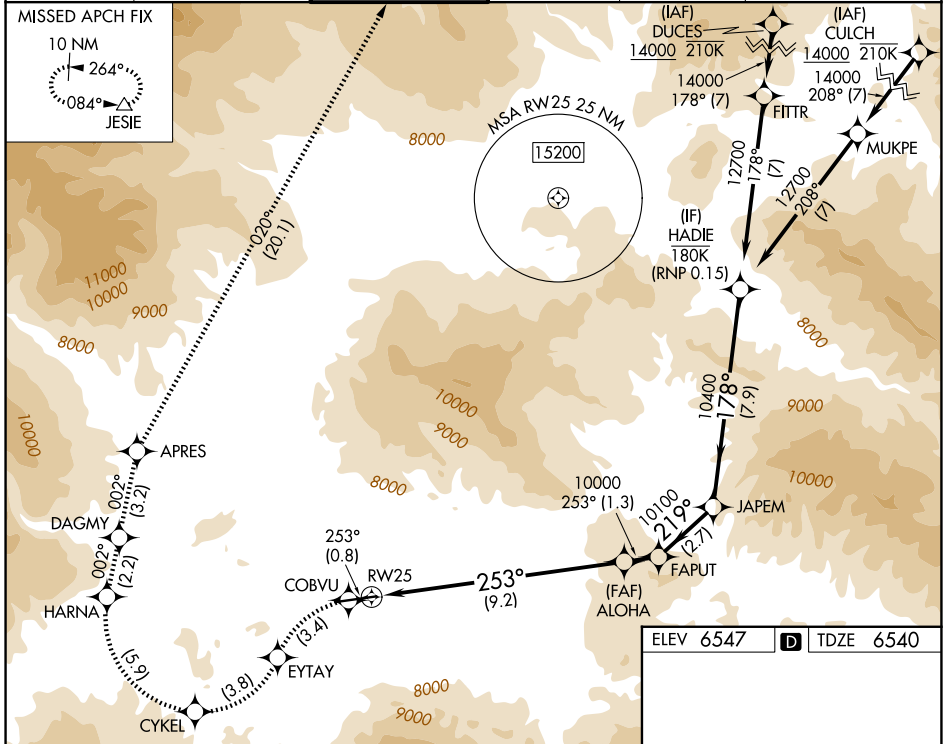 MISSED APCH FIX
10 NM
264°
084°
JESIE
(IAF)
DUCES
14000 210K
14000
178° (7)
FITTR
(IAF)
CULCH
14000 210K
14000
208° (7)
MUKPE
MSA RW25 25 NM
15200
8000
12700
178°
(7)
12700
208°
(7)
(IF)
HADIE
180K
(RNP 0.15)
020°
(20.1)
11000
10000
9000
8000
8000
10000
9000
8000
10400
178°
(7.9)
9000
10000
10000
APRES
002°
(3.2)
DAGMY
002°
(2.2)
HARNA
10000
253° (1.3)
10100
219°
(2.7)
JAPEM
FAPUT
(FAF)
ALOHA
253°
(0.8)
COBVU
RW25
253°
(9.2)
(3.4)
EYTAY
(3.8)
(5.9)
CYKEL
8000
9000
ELEV 6547 D TDZE 6540